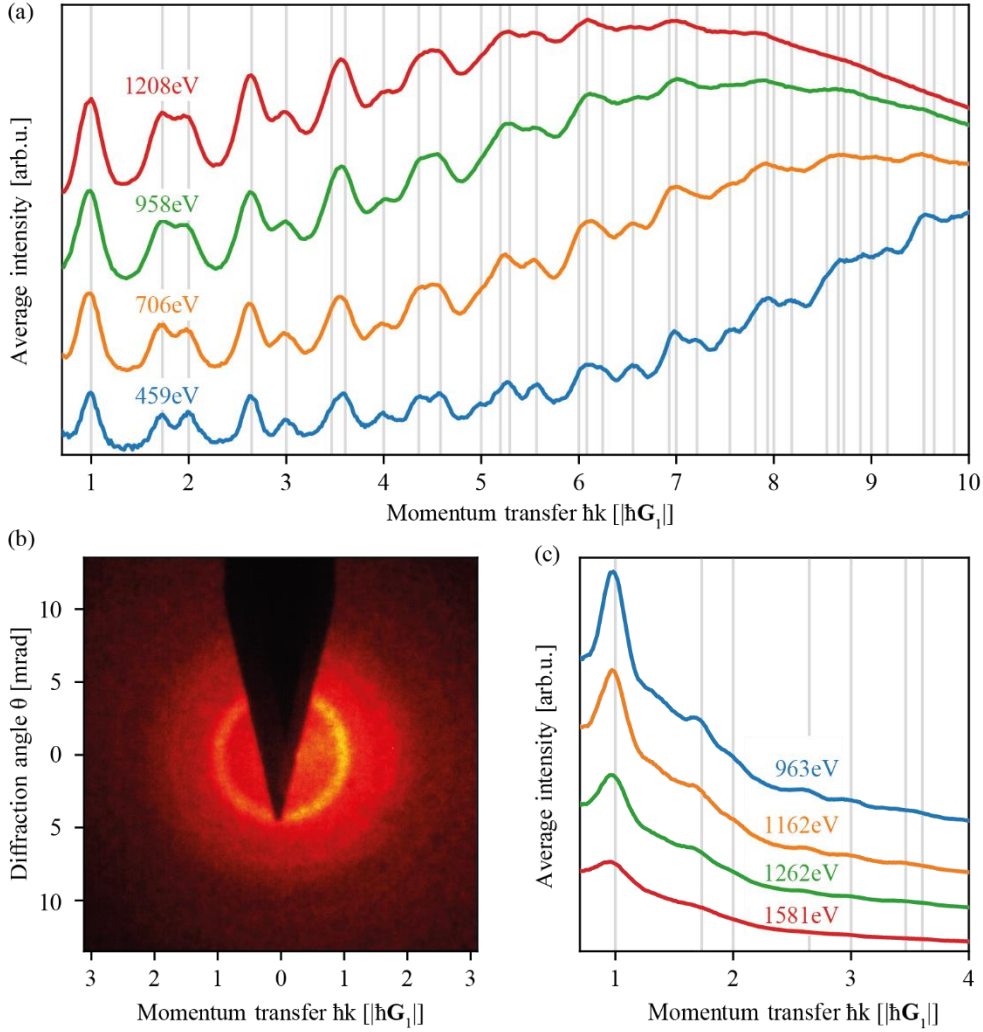 (a)
Average intensity [arb.u.]
1208eV
958eV
706eV
459eV
1 2 3 4 5 6 7 8 9 10
Momentum transfer ħk [|ħG₁|]
(b)
Diffraction angle θ [mrad]
10
5
0
5
10
3 2 1 0 1 2 3
Momentum transfer ħk [|ħG₁|]
(c)
Average intensity [arb.u.]
963eV
1162eV
1262eV
1581eV
1 2 3 4
Momentum transfer ħk [|ħG₁|]